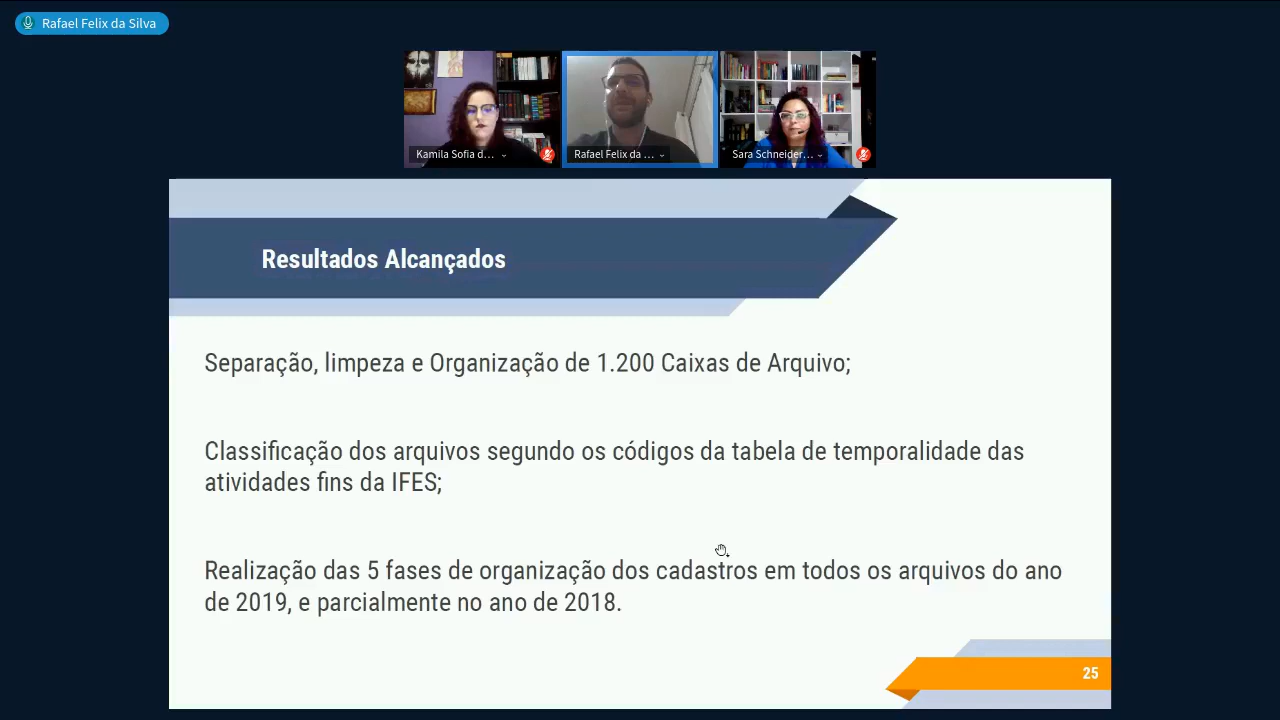 Rafael Felix da Silva
Kamila Sofia d...
Rafael Felix da ...
Sara Schneider...
Resultados Alcançados
Separação, limpeza e Organização de 1.200 Caixas de Arquivo;
Classificação dos arquivos segundo os códigos da tabela de temporalidade das
atividades fins da IFES;
Realização das 5 fases de organização dos cadastros em todos os arquivos do ano
de 2019, e parcialmente no ano de 2018.
25